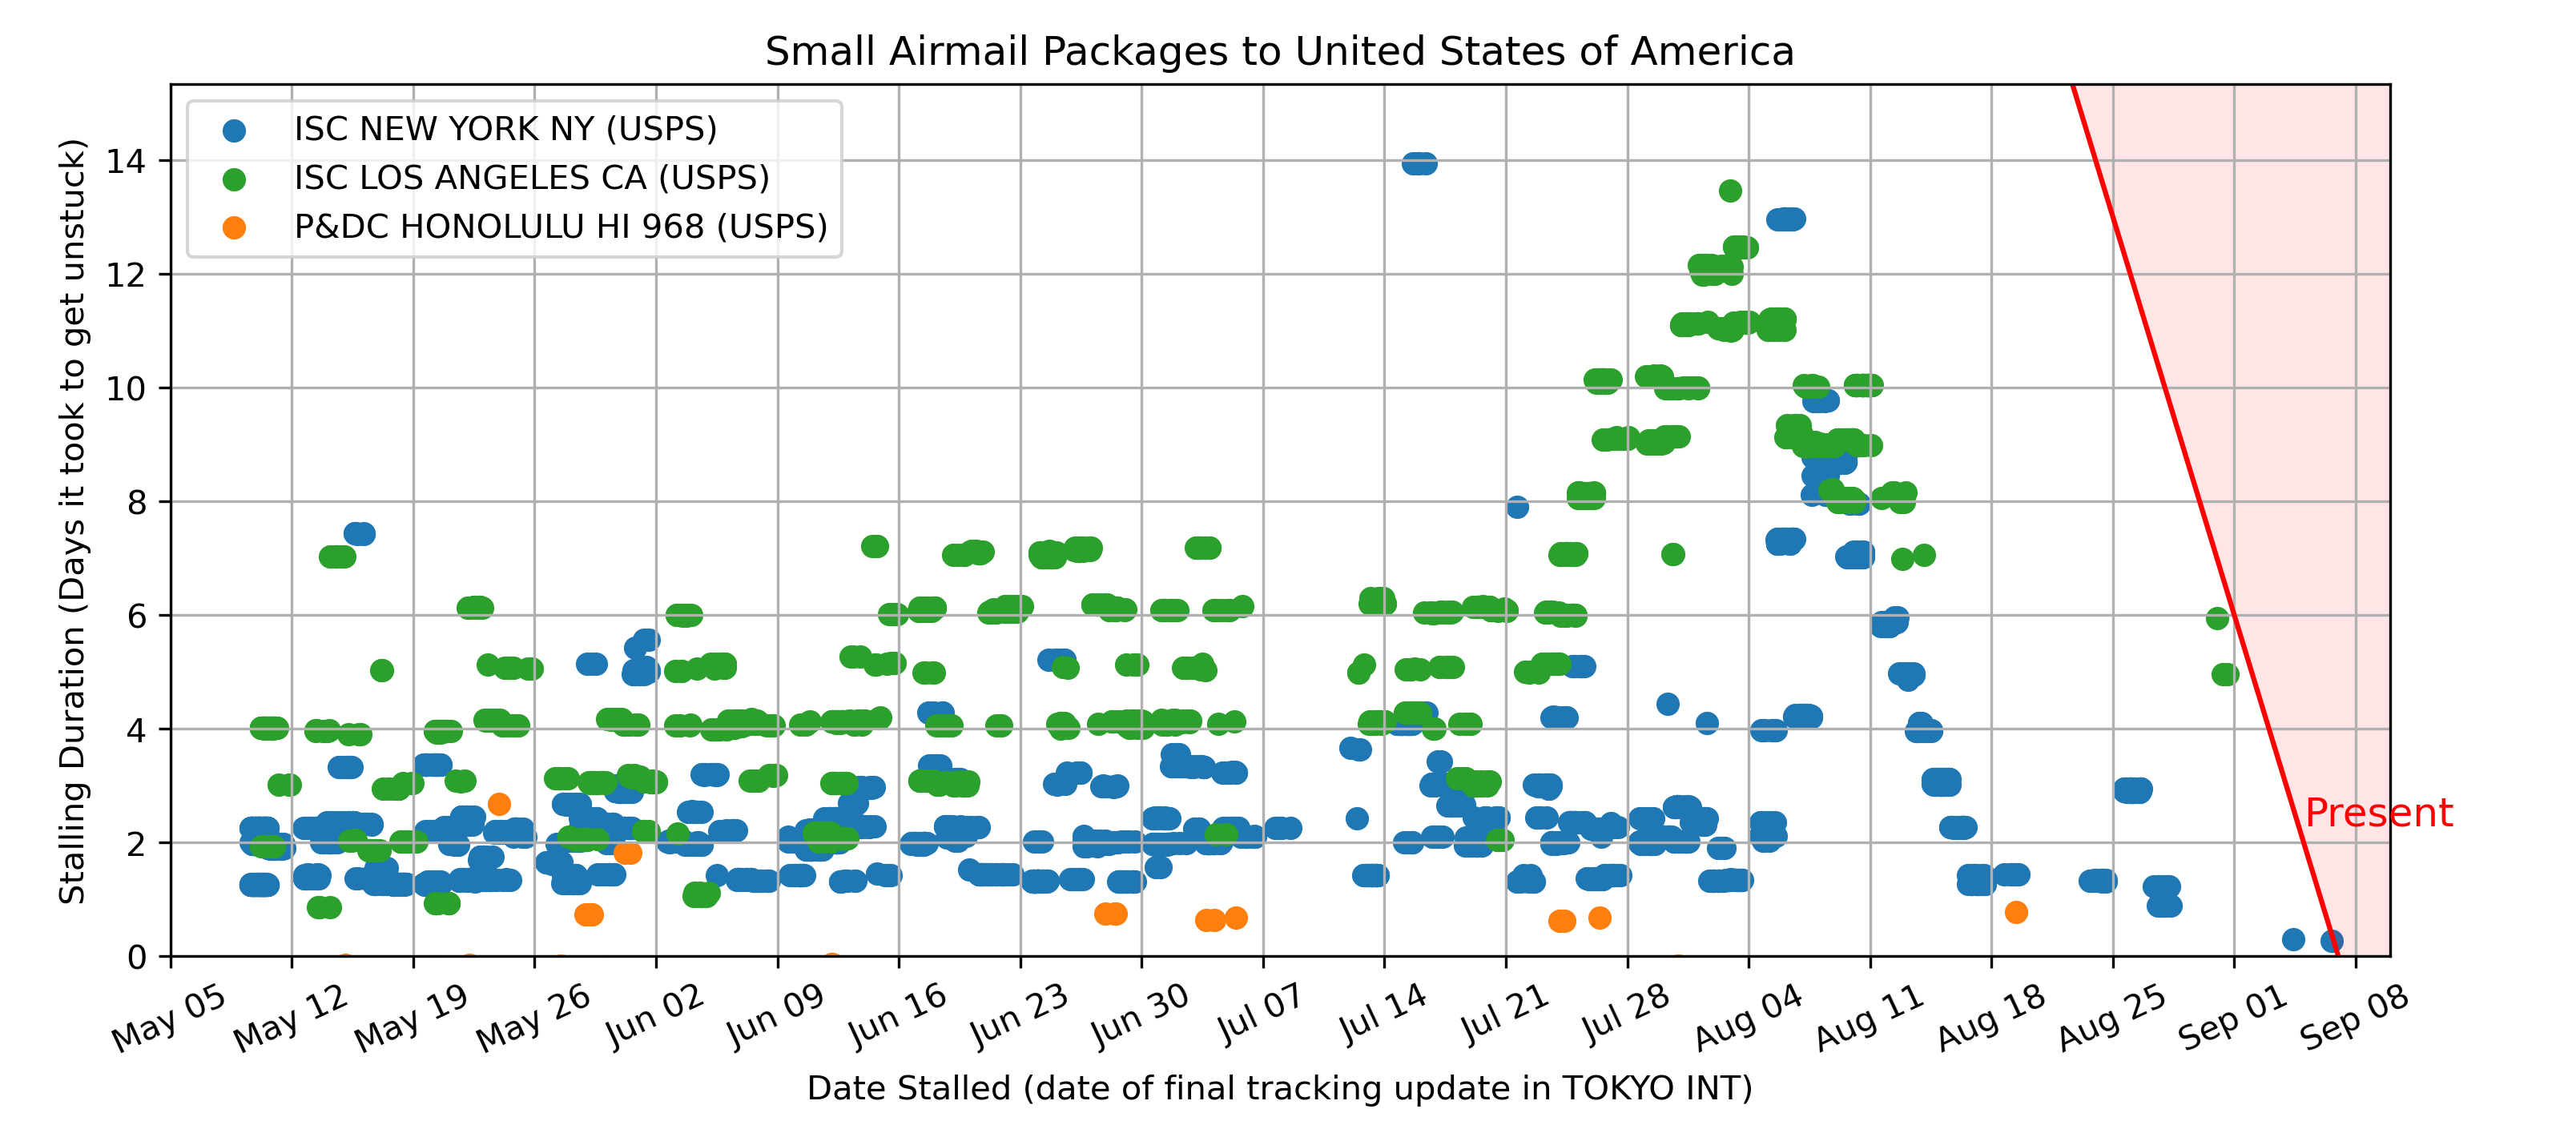 Small Airmail Packages to United States of America
ISC NEW YORK NY (USPS)
ISC LOS ANGELES CA (USPS)
P&DC HONOLULU HI 968 (USPS)
Stalling Duration (Days it took to get unstuck)
14
12
10
8
6
4
2
0
Present
May 05
May 12
May 19
May 26
Jun 02
Jun 09
Jun 16
Jun 23
Jun 30
Jul 07
Jul 14
Jul 21
Jul 28
Aug 04
Aug 11
Aug 18
Aug 25
Sep 01
Sep 08
Date Stalled (date of final tracking update in TOKYO INT)